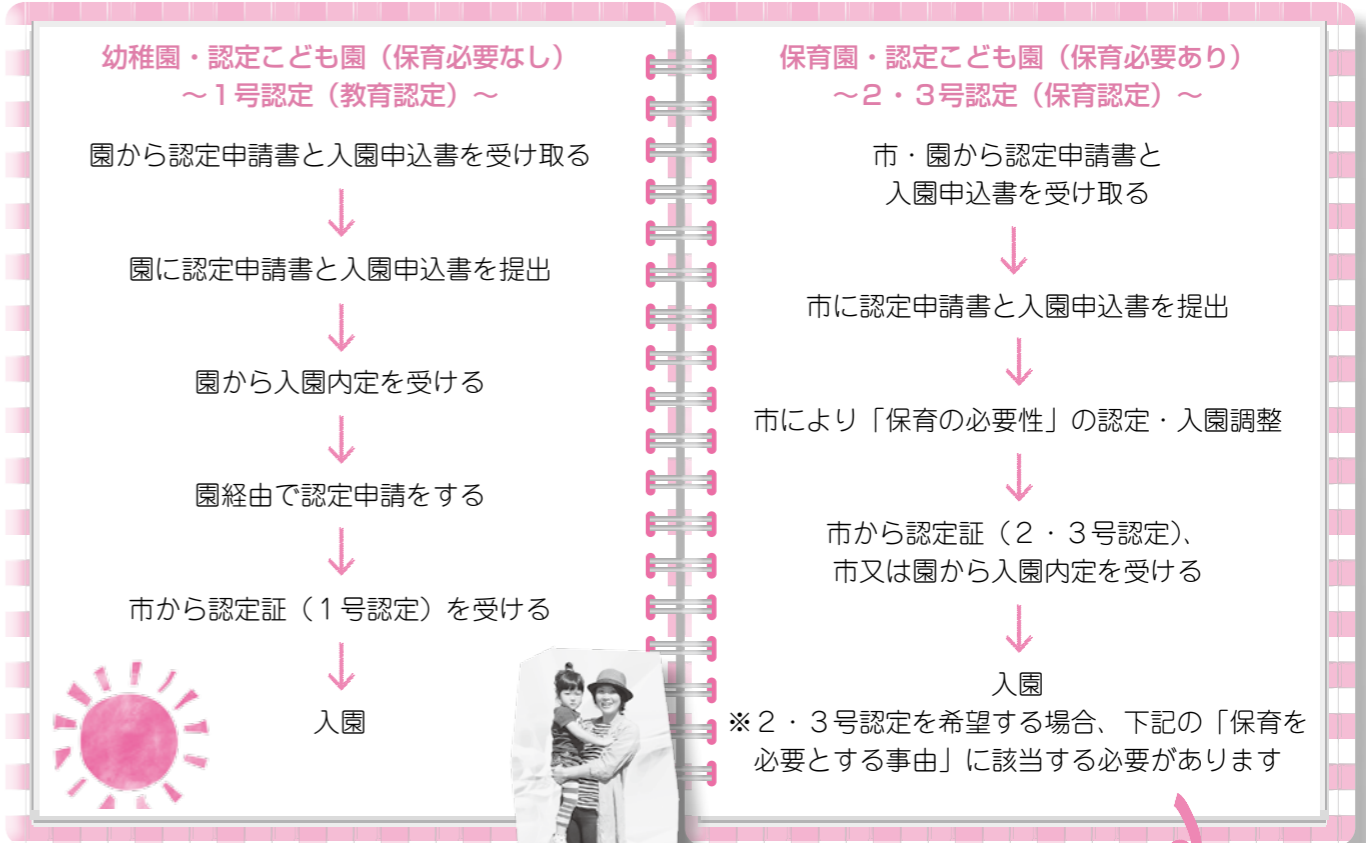 幼稚園・認定こども園（保育必要なし）
～１号認定（教育認定）～
園から認定申請書と入園申込書を受け取る
園に認定申請書と入園申込書を提出
園から入園内定を受ける
園経由で認定申請をする
市から認定証（１号認定）を受ける
入園
保育園・認定こども園（保育必要あり）
～２・３号認定（保育認定）～
市・園から認定申請書と
入園申込書を受け取る
市に認定申請書と入園申込書を提出
市により「保育の必要性」の認定・入園調整
市から認定証（２・３号認定）、
市又は園から入園内定を受ける
入園
※２・３号認定を希望する場合、下記の「保育を
必要とする事由」に該当する必要があります